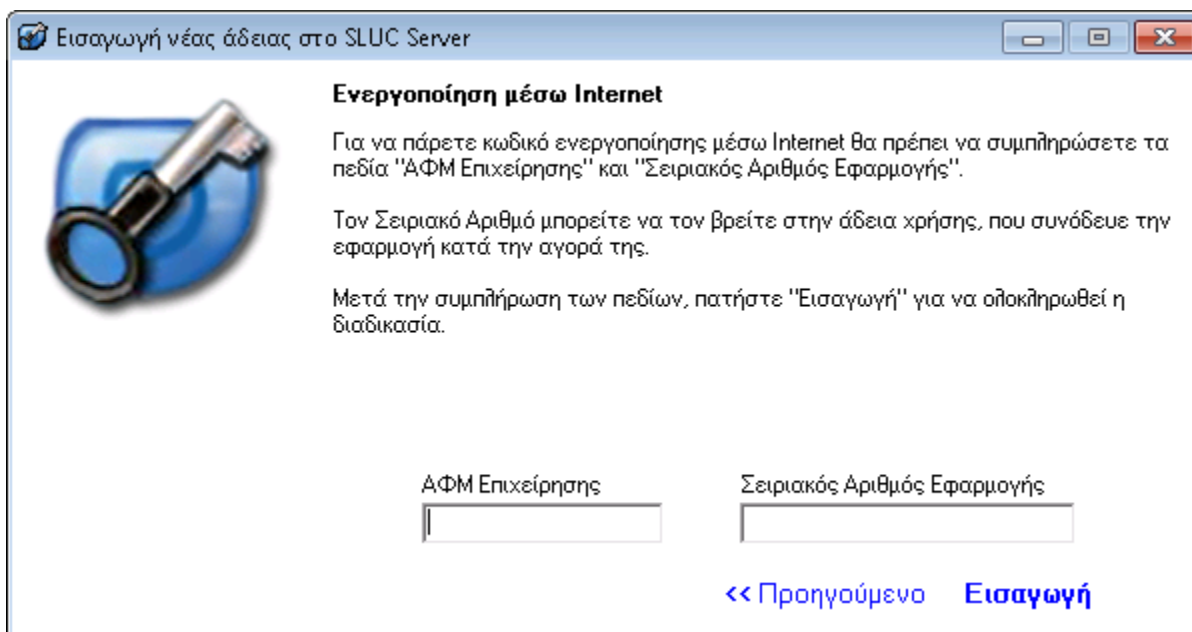 Εισαγωγή νέας άδειας στο SLUC Server
Ενεργοποίηση μέσω Internet
Για να πάρετε κωδικό ενεργοποίησης μέσω Internet θα πρέπει να συμπληρώσετε τα
πεδία "ΑΦΜ Επιχείρησης" και "Σειριακός Αριθμός Εφαρμογής".
Τον Σειριακό Αριθμό μπορείτε να τον βρείτε στην άδεια χρήσης, που συνόδευε την
εφαρμογή κατά την αγορά της.
Μετά την συμπλήρωση των πεδίων, πατήστε "Εισαγωγή" για να ολοκληρωθεί η
διαδικασία.
ΑΦΜ Επιχείρησης Σειριακός Αριθμός Εφαρμογής
<< Προηγούμενο Εισαγωγή